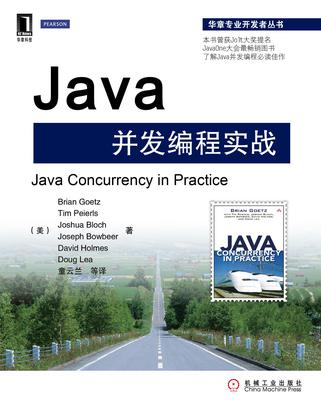 华章科技
PEARSON
华章专业开发者丛书
本书曾获Jolt大奖提名
JavaOne大会最畅销图书
了解Java并发编程必读佳作
Java
并发编程实战
Java Concurrency in Practice
Brian Goetz
Tim Peierls
（美） Joshua Bloch 著
Joseph Bowbeer
David Holmes
Doug Lea
童云兰 等译
BRIAN GOETZ
JAVA
CONCURRENCY
IN PRACTICE
机械工业出版社
China Machine Press